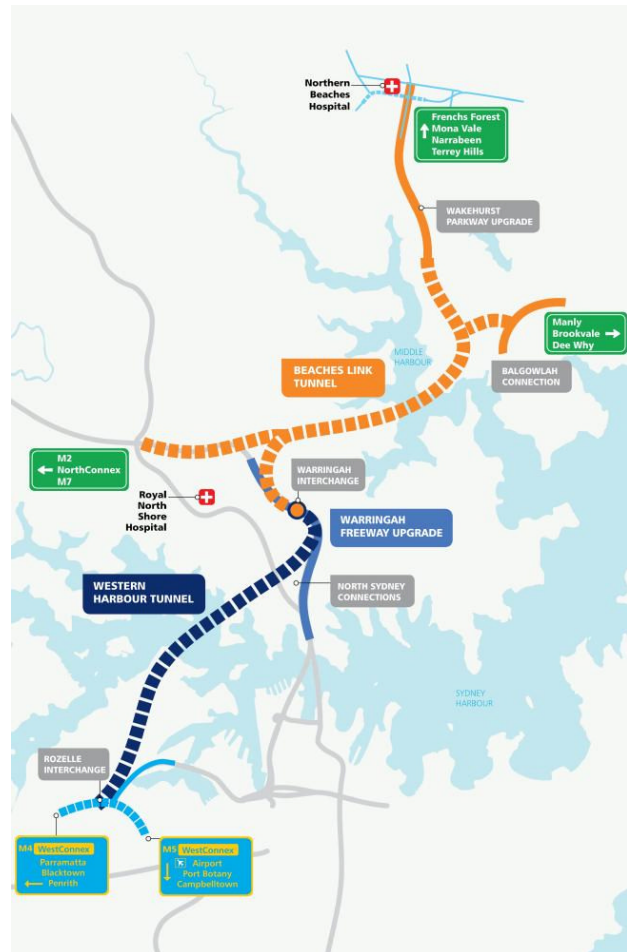 Northern
Beaches
Hospital
Frenchs Forest
Mona Vale
Narrabeen
Terrey Hills
WAKEHURST
PARKWAY UPGRADE
Manly
Brookvale
Dee Why
MIDDLE
HARBOUR
BEACHES LINK
TUNNEL
BALGOWLAH
CONNECTION
M2
NorthConnex
M7
WARRINGAH
INTERCHANGE
Royal
North
Shore
Hospital
WARRINGAH
FREEWAY UPGRADE
WESTERN
HARBOUR TUNNEL
NORTH SYDNEY
CONNECTIONS
SYDNEY
HARBOUR
ROZELLE
INTERCHANGE
M4 WestConnex
Parramatta
Blacktown
Penrith
M5 WestConnex
Airport
Port Botany
Campbelltown